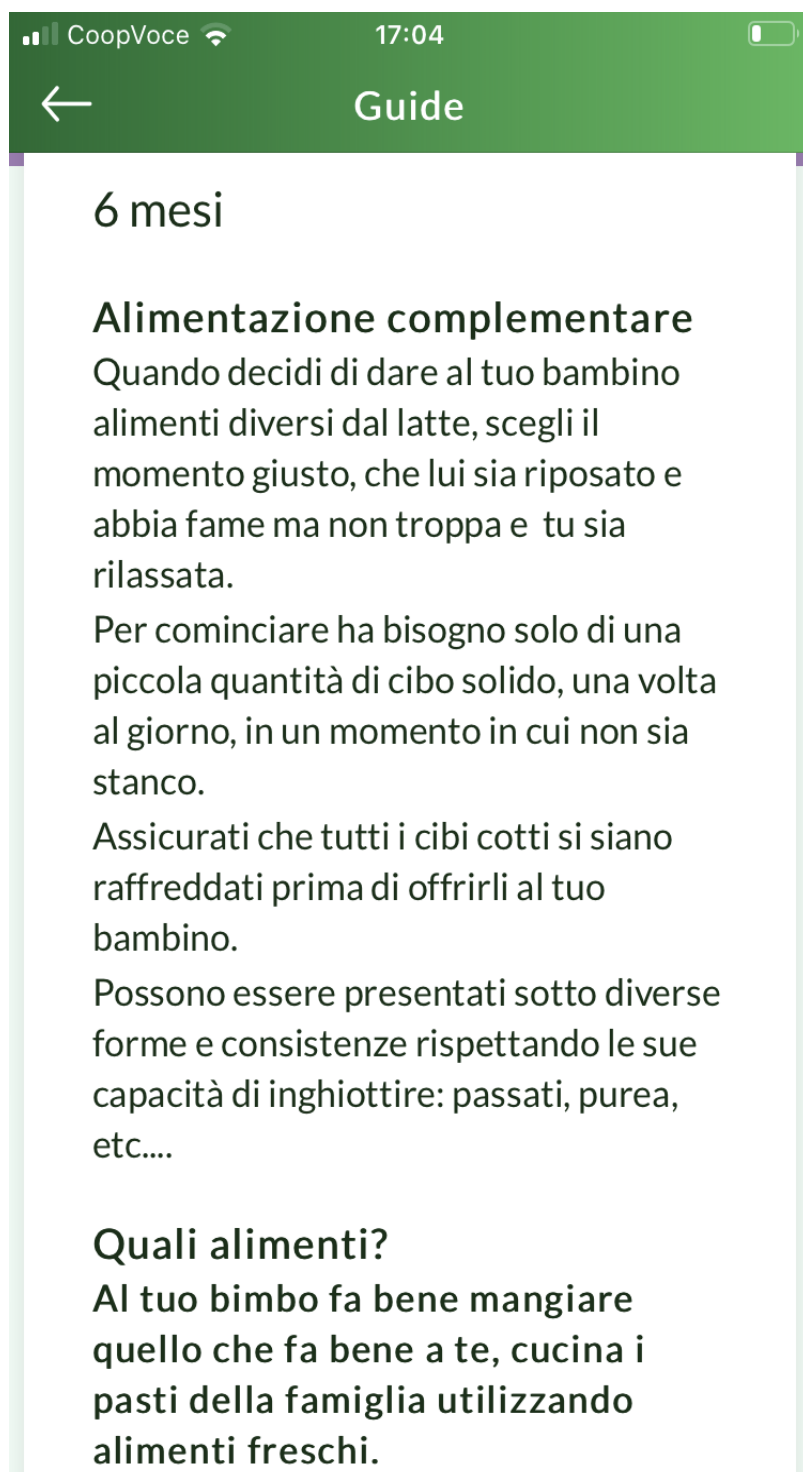 CoopVoce 17:04
Guide
6 mesi
Alimentazione complementare
Quando decidi di dare al tuo bambino
alimenti diversi dal latte, scegli il
momento giusto, che lui sia riposato e
abbia fame ma non troppa e  tu sia
rilassata.
Per cominciare ha bisogno solo di una
piccola quantità di cibo solido, una volta
al giorno, in un momento in cui non sia
stanco.
Assicurati che tutti i cibi cotti si siano
raffreddati prima di offrirli al tuo
bambino.
Possono essere presentati sotto diverse
forme e consistenze rispettando le sue
capacità di inghiottire: passati, purea,
etc....
Quali alimenti?
Al tuo bimbo fa bene mangiare
quello che fa bene a te, cucina i
pasti della famiglia utilizzando
alimenti freschi.